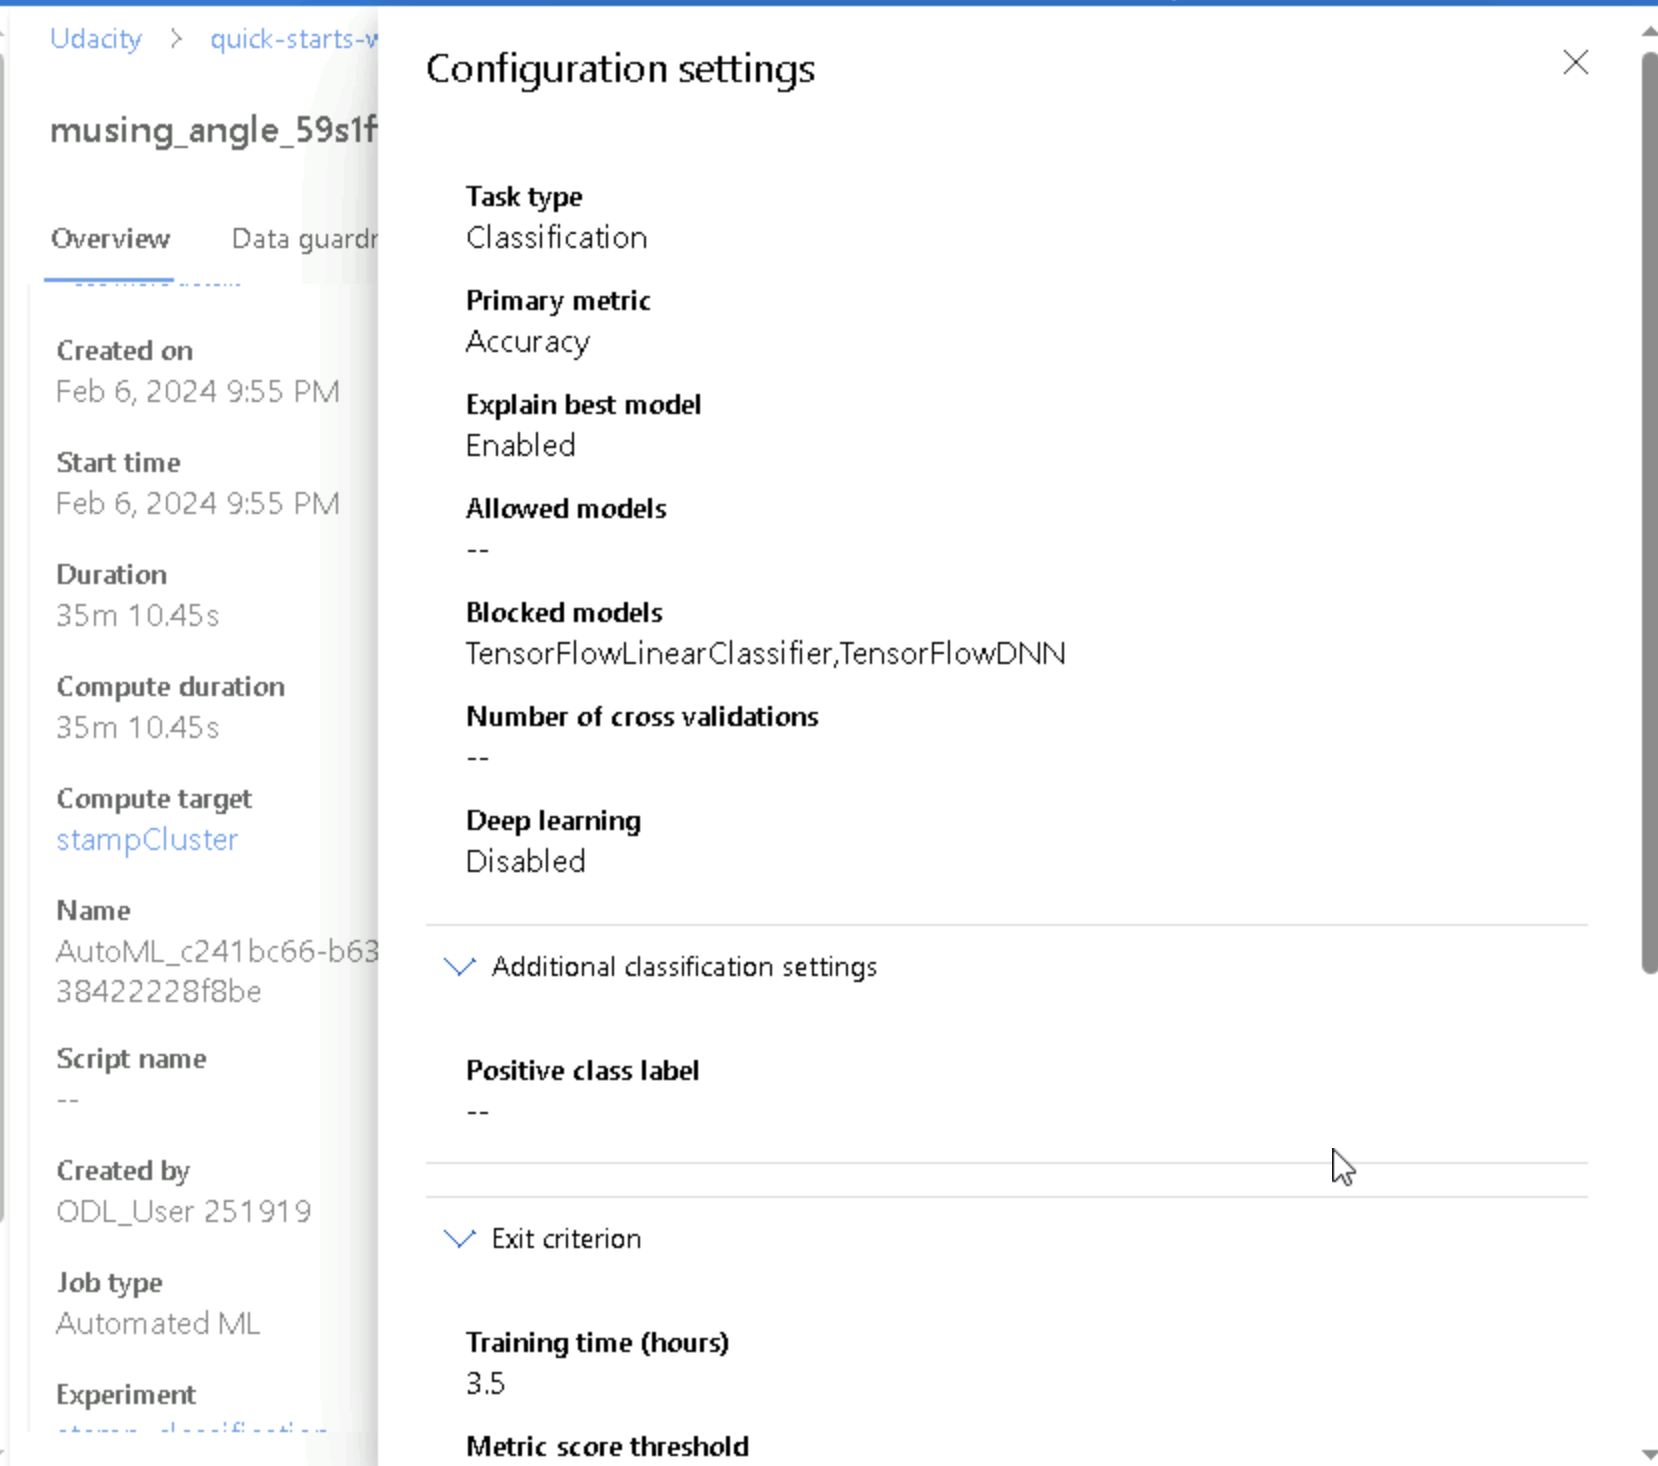 Udacity > quick-starts-w
musing_angle_59s1f
Overview
Data guardr
Created on
Feb 6, 2024 9:55 PM
Start time
Feb 6, 2024 9:55 PM
Duration
35m 10.45s
Compute duration
35m 10.45s
Compute target
stampCluster
Name
AutoML_c241bc66-b63
38422228f8be
Script name
--
Created by
ODL_User 251919
Job type
Automated ML
Experiment
Configuration settings
Task type
Classification
Primary metric
Accuracy
Explain best model
Enabled
Allowed models
--
Blocked models
TensorFlowLinearClassifier,TensorFlowDNN
Number of cross validations
--
Deep learning
Disabled
Additional classification settings
Positive class label
--
Exit criterion
Training time (hours)
3.5
Metric score threshold